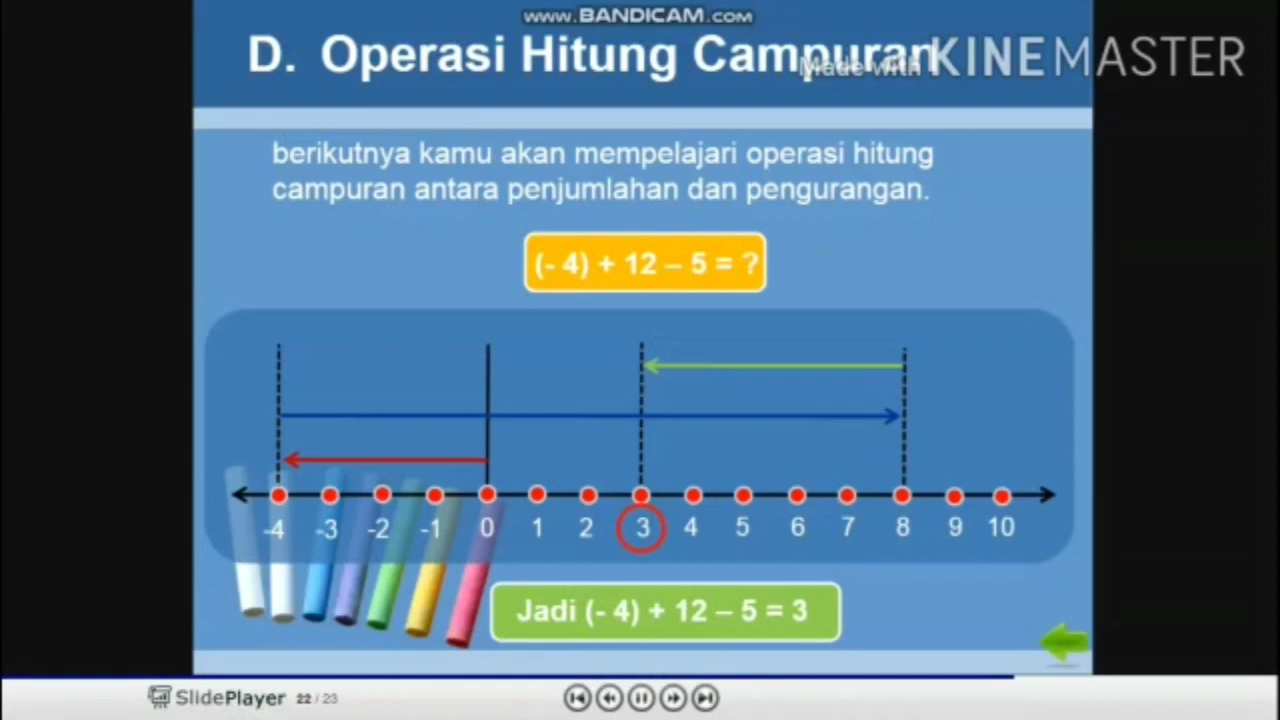 www.BANDICAM.com
D. Operasi Hitung Campuran
Made with KINEMASTER
berikutnya kamu akan mempelajari operasi hitung
campuran antara penjumlahan dan pengurangan.
(- 4) + 12 – 5 = ?
-4 -3 -2 -1 0 1 2 3 4 5 6 7 8 9 10
Jadi (- 4) + 12 – 5 = 3
SlidePlayer 22 / 23